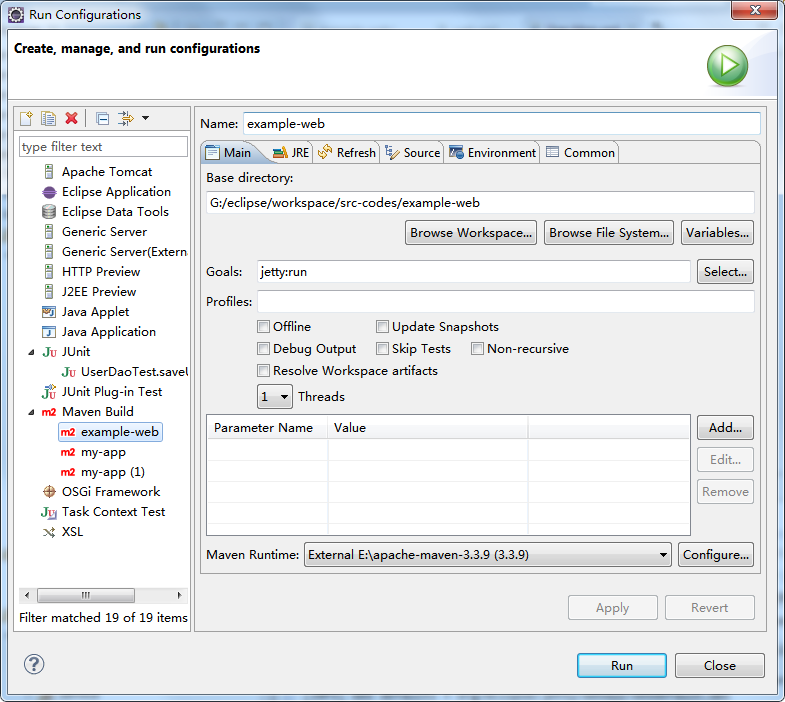 Run Configurations
Create, manage, and run configurations
type filter text
Apache Tomcat
Eclipse Application
Eclipse Data Tools
Generic Server
Generic Server(Extern
HTTP Preview
J2EE Preview
Java Applet
Java Application
Ju JUnit
Ju UserDaoTest.saveU
JUnit Plug-in Test
m2 Maven Build
m2 example-web
m2 my-app
m2 my-app (1)
OSGi Framework
Ju Task Context Test
XSL
Filter matched 19 of 19 items
Name: example-web
Main JRE Refresh Source Environment Common
Base directory:
G:/eclipse/workspace/src-codes/example-web
Browse Workspace... Browse File System... Variables...
Goals: jetty:run Select...
Profiles:
Offline Update Snapshots
Debug Output Skip Tests Non-recursive
Resolve Workspace artifacts
1 Threads
Parameter Name Value Add...
Edit...
Remove
Maven Runtime: External E:\apache-maven-3.3.9 (3.3.9) Configure...
Apply Revert
? Run Close